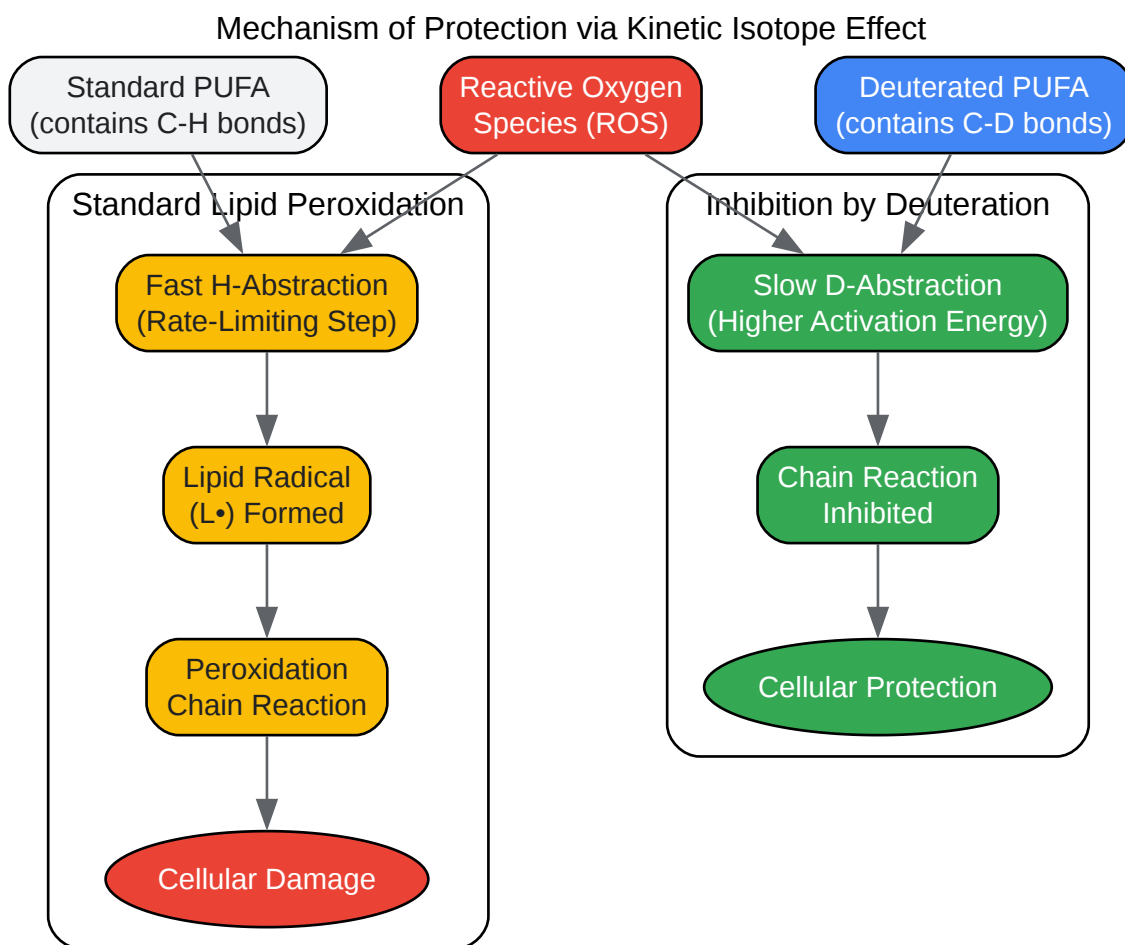 Mechanism of Protection via Kinetic Isotope Effect
Standard PUFA
(contains C-H bonds)
Reactive Oxygen
Species (ROS)
Deuterated PUFA
(contains C-D bonds)
Standard Lipid Peroxidation
Fast H-Abstraction
(Rate-Limiting Step)
Lipid Radical
(L•) Formed
Peroxidation
Chain Reaction
Cellular Damage
Inhibition by Deuteration
Slow D-Abstraction
(Higher Activation Energy)
Chain Reaction
Inhibited
Cellular Protection